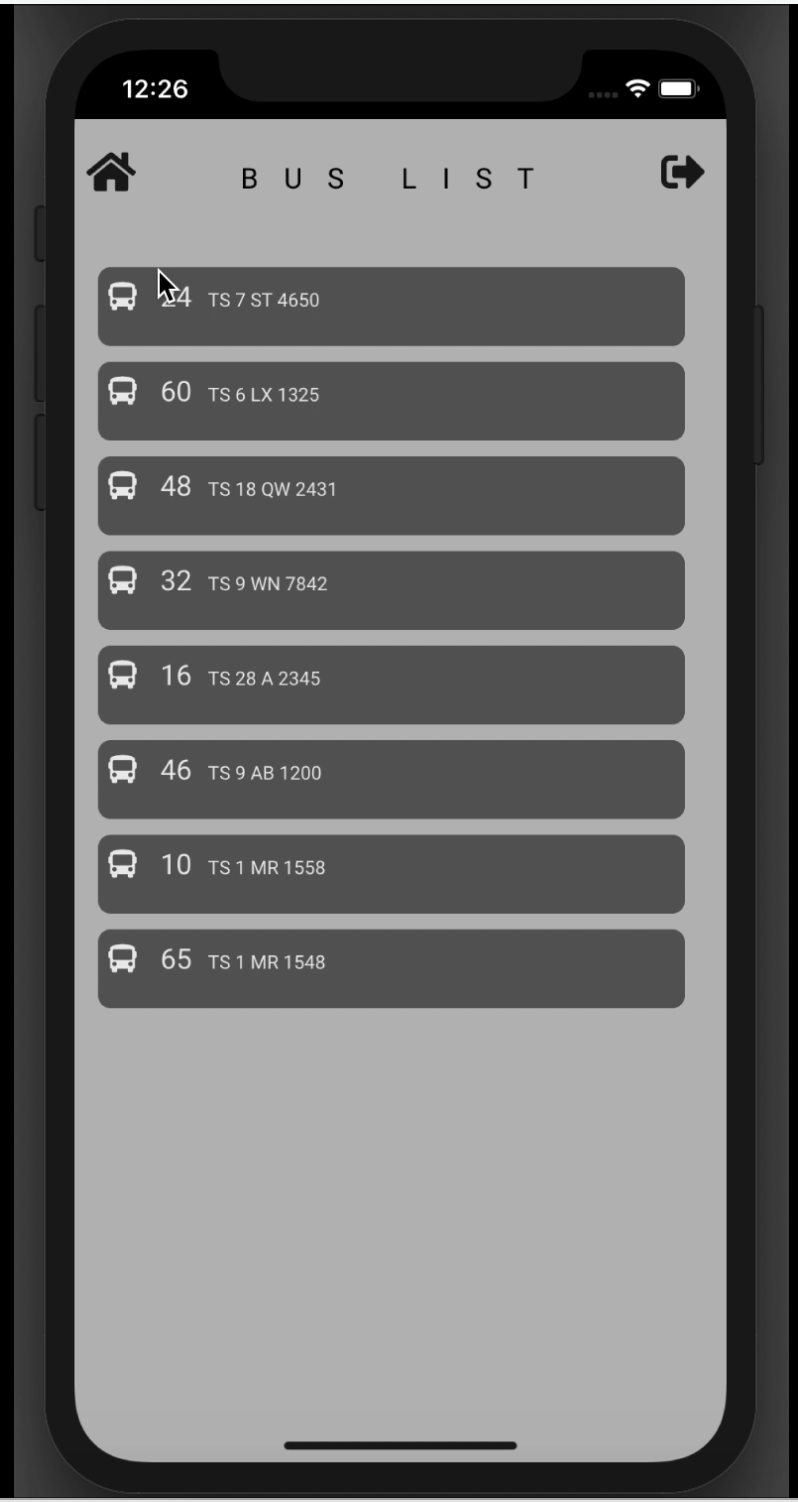 12:26
BUS LIST
24 TS 7 ST 4650
60 TS 6 LX 1325
48 TS 18 QW 2431
32 TS 9 WN 7842
16 TS 28 A 2345
46 TS 9 AB 1200
10 TS 1 MR 1558
65 TS 1 MR 1548